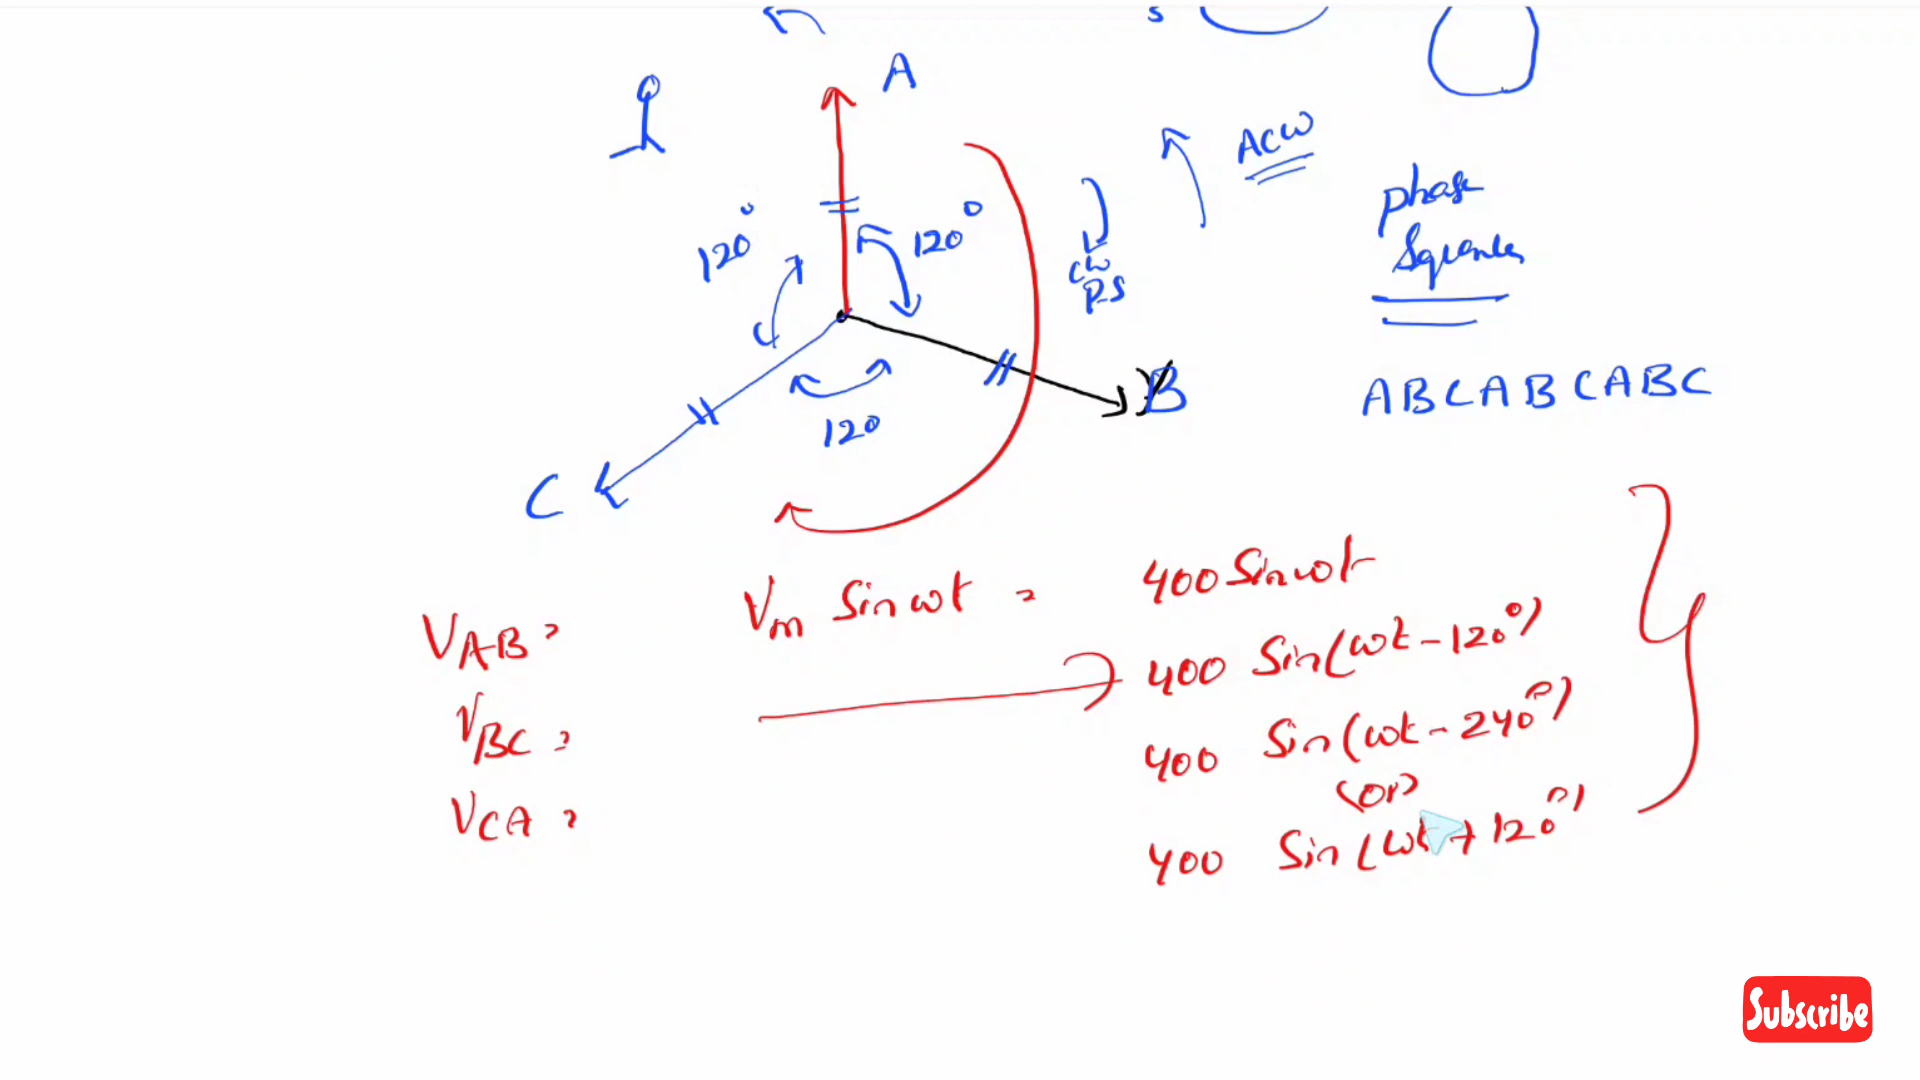 S
A
ACW
120°
120°
phase
Sequence
CW
PS
120
B
ABCABCABC
C
VAB = Vm Sin ωt = 400 Sin ωt
VBC = 400 Sin(ωt - 120°)
400 Sin(ωt - 240°)
(or)
VCA = 400 Sin(ωt + 120°)
Subscribe